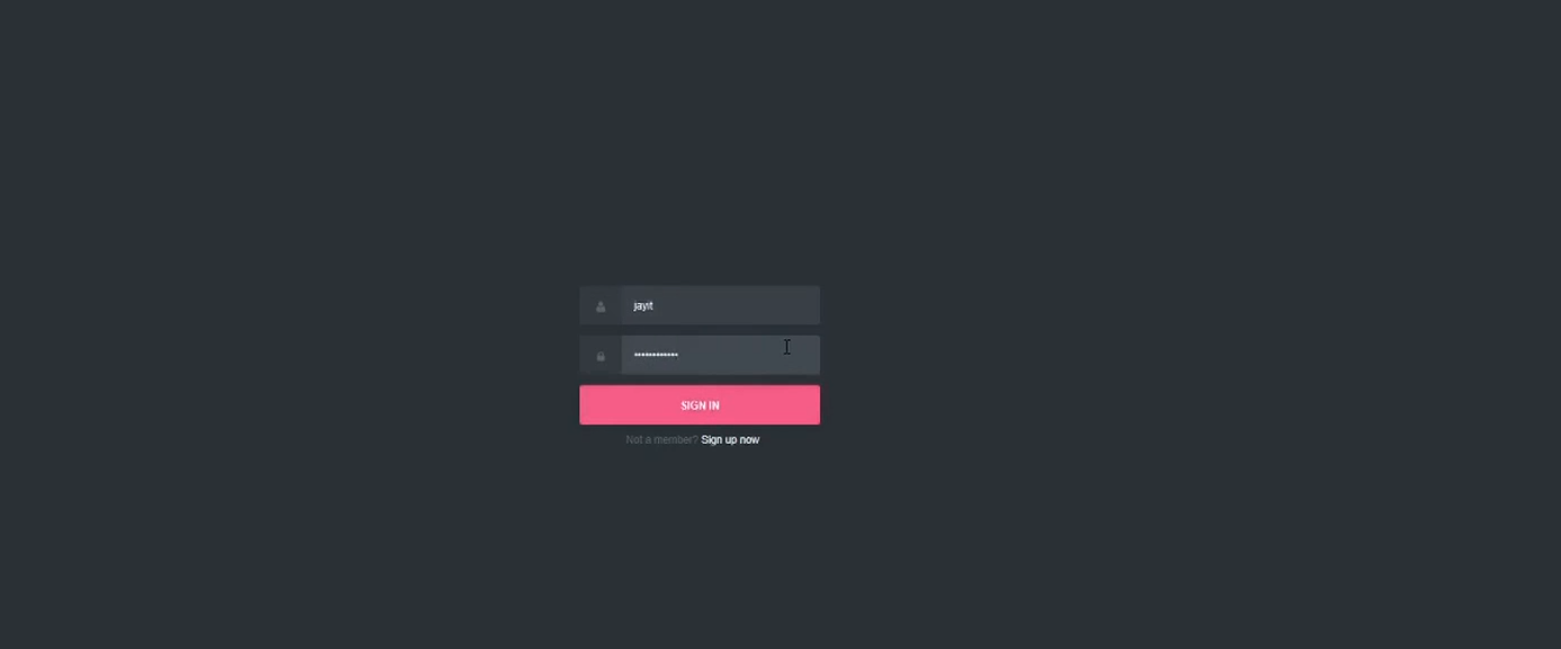 jayit
••••••••••••
SIGN IN
Not a member? Sign up now